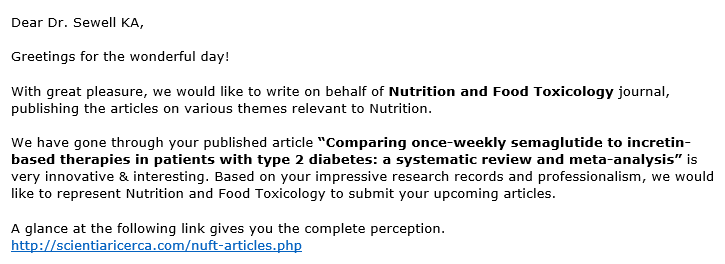 Dear Dr. Sewell KA,
Greetings for the wonderful day!
With great pleasure, we would like to write on behalf of Nutrition and Food Toxicology journal,
publishing the articles on various themes relevant to Nutrition.
We have gone through your published article “Comparing once-weekly semaglutide to incretin-
based therapies in patients with type 2 diabetes: a systematic review and meta-analysis” is
very innovative & interesting. Based on your impressive research records and professionalism, we would
like to represent Nutrition and Food Toxicology to submit your upcoming articles.
A glance at the following link gives you the complete perception.
http://scientiaricerca.com/nuft-articles.php